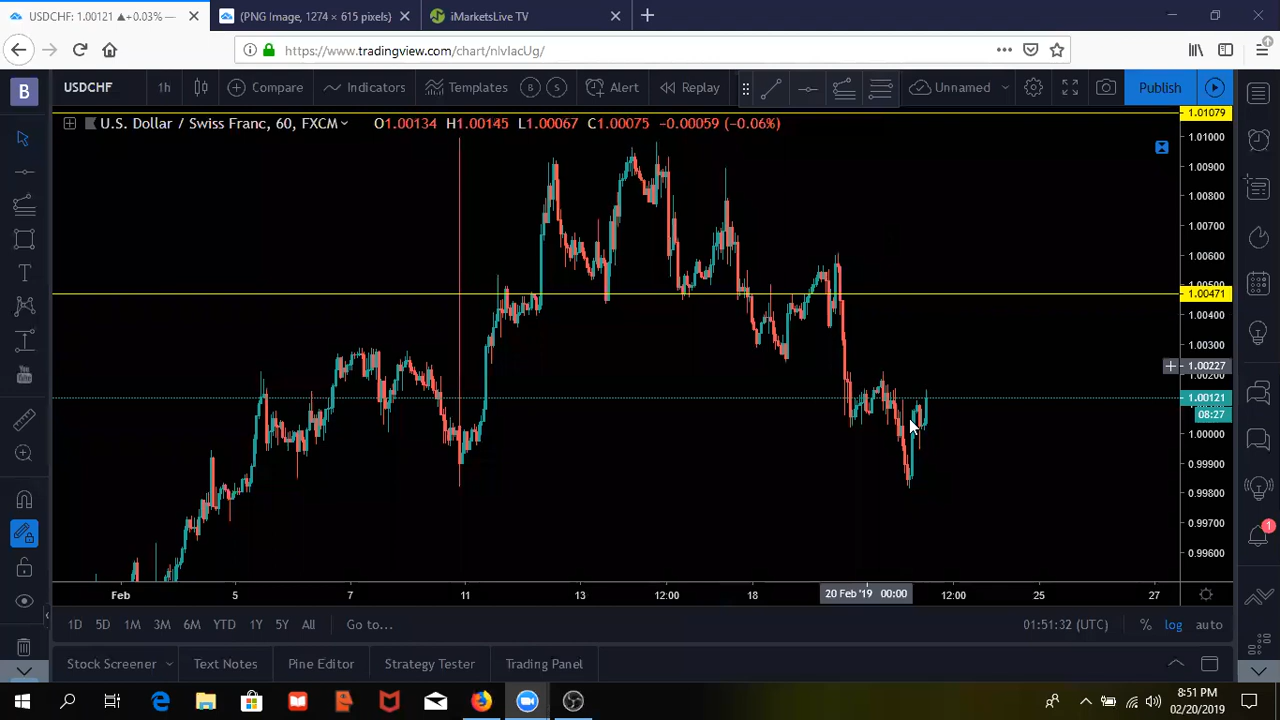 USDCHF: 1.00121 ▲+0.03% —
(PNG Image, 1274 × 615 pixels)
iMarketsLive TV
https://www.tradingview.com/chart/nIvIacUg/
B
USDCHF
1h
Compare
Indicators
Templates
B
S
Alert
Replay
Unnamed
Publish
U.S. Dollar / Swiss Franc, 60, FXCM
O1.00134 H1.00145 L1.00067 C1.00075 -0.00059 (-0.06%)
1.01079
1.01000
1.00900
1.00800
1.00700
1.00600
1.00471
1.00400
1.00300
1.00227
1.00121
08:27
1.00000
0.99900
0.99800
0.99700
0.99600
1
Feb
5
7
11
13
12:00
18
20 Feb '19 00:00
12:00
25
27
1D
5D
1M
3M
6M
YTD
1Y
5Y
All
Go to...
01:51:32 (UTC)
%
log
auto
Stock Screener
Text Notes
Pine Editor
Strategy Tester
Trading Panel
8:51 PM
02/20/2019